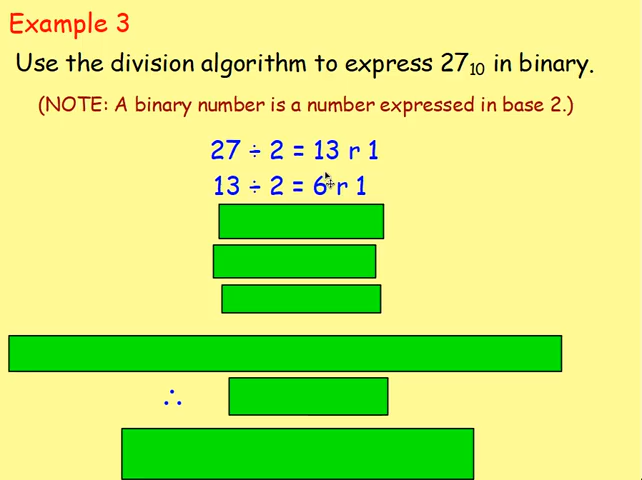 Example 3
Use the division algorithm to express 27₁₀ in binary.
(NOTE: A binary number is a number expressed in base 2.)
27 ÷ 2 = 13 r 1
13 ÷ 2 = 6 r 1
∴